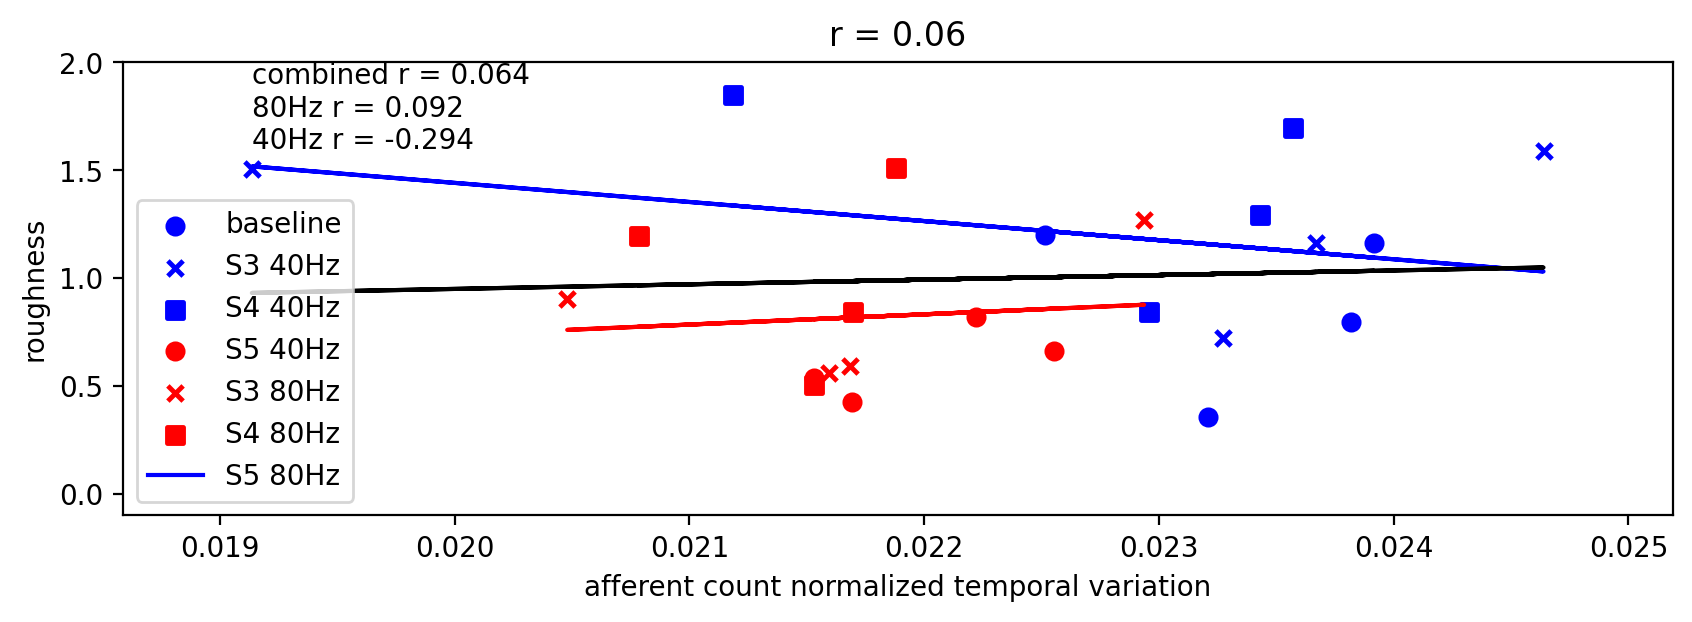 r = 0.06
combined r = 0.064
80Hz r = 0.092
40Hz r = -0.294
roughness
2.0
1.5
1.0
0.5
0.0
baseline
S3 40Hz
S4 40Hz
S5 40Hz
S3 80Hz
S4 80Hz
S5 80Hz
0.019 0.020 0.021 0.022 0.023 0.024 0.025
afferent count normalized temporal variation